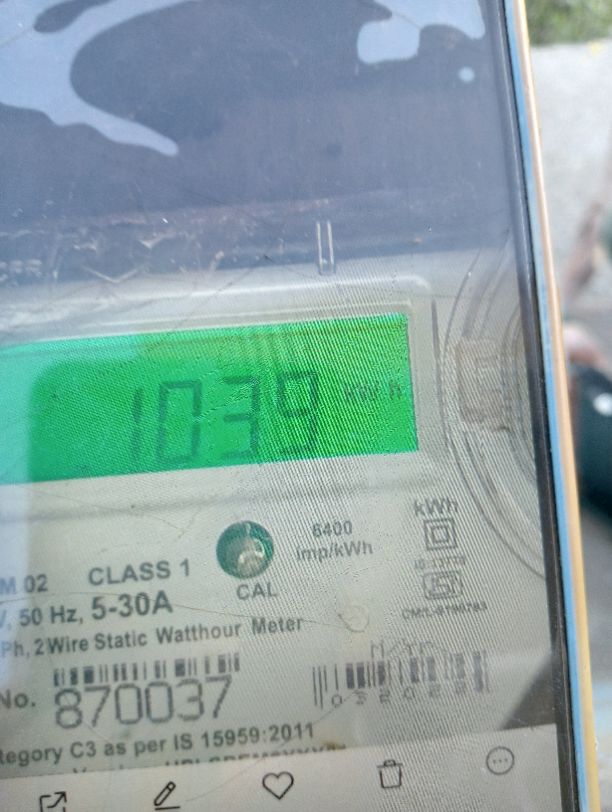 1039 kWh
kWh
6400
imp/kWh
CAL
M 02 CLASS 1
V, 50 Hz, 5-30A
Ph, 2 Wire Static Watthour Meter
M/Yr
No. 870037
tegory C3 as per IS 15959:2011